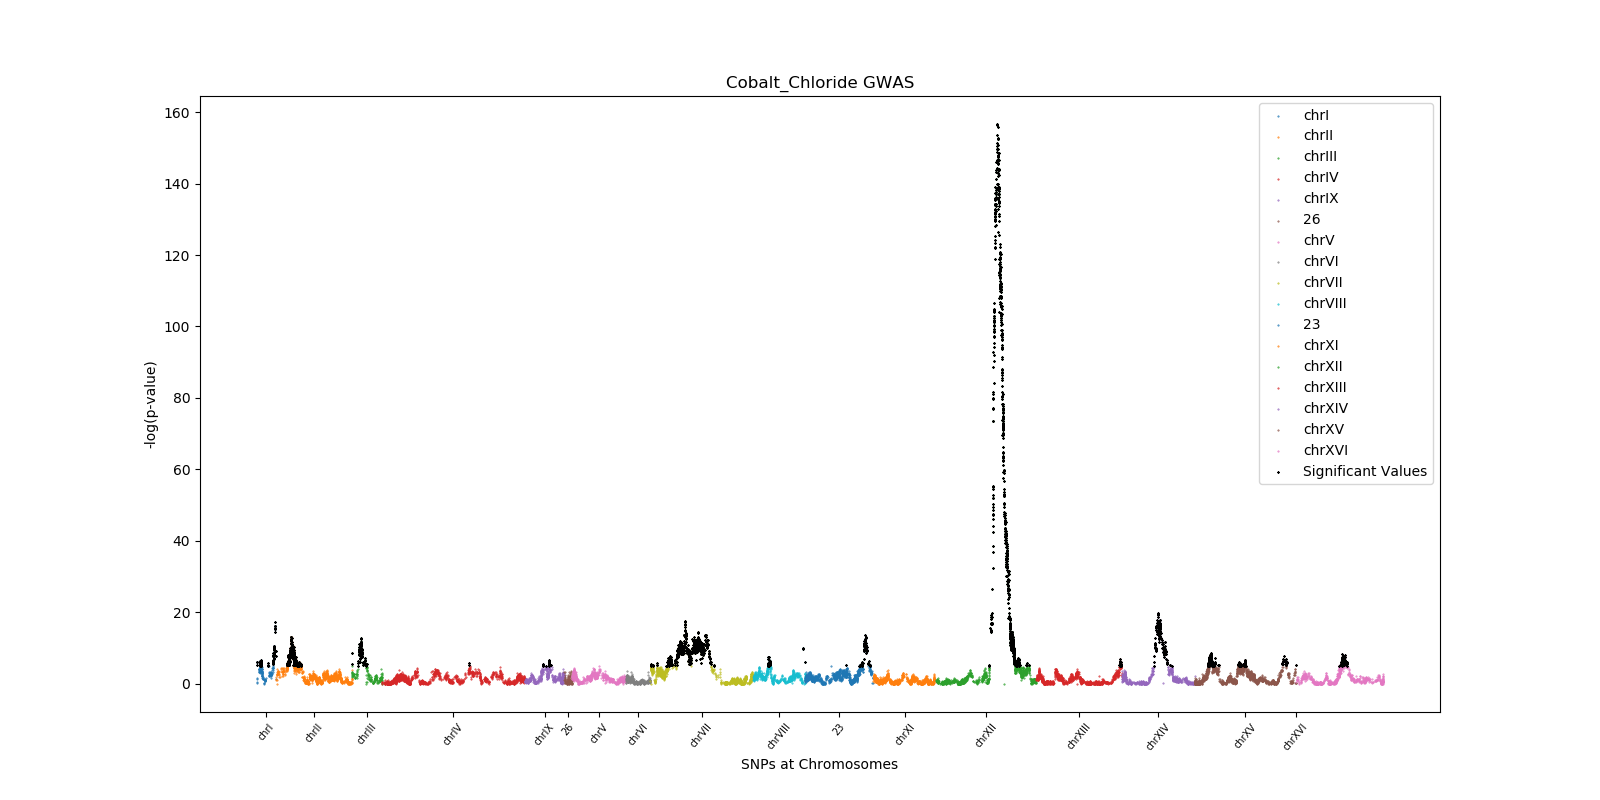 Cobalt_Chloride GWAS
160
140
120
100
80
60
40
20
0
-log(p-value)
chrI
chrII
chrIII
chrIV
chrIX
26
chrV
chrVI
chrVII
chrVIII
23
chrXI
chrXII
chrXIII
chrXIV
chrXV
chrXVI
Significant Values
chrI
chrII
chrIII
chrIV
chrIX
26
chrV
chrVI
chrVII
chrVIII
23
chrXI
chrXII
chrXIII
chrXIV
chrXV
chrXVI
SNPs at Chromosomes